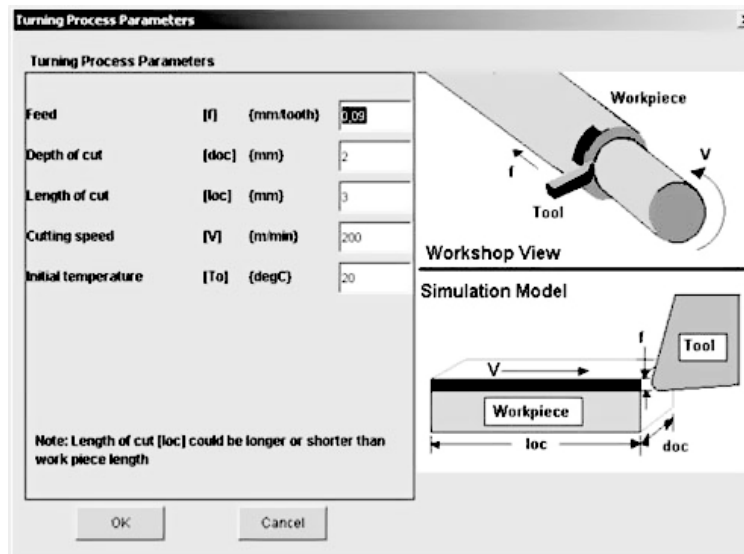 Turning Process Parameters
Turning Process Parameters
Feed [f] {mm/tooth} 0,09
Depth of cut [doc] {mm} 2
Length of cut [loc] {mm} 3
Cutting speed [V] {m/min} 200
Initial temperature [To] {degC} 20
Note: Length of cut [loc] could be longer or shorter than
work piece length
OK Cancel
Workpiece
V
f
Tool
Workshop View
Simulation Model
f
Tool
V
Workpiece
loc
doc